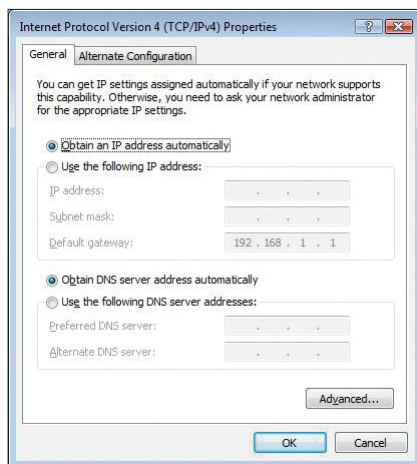 Internet Protocol Version 4 (TCP/IPv4) Properties
General
Alternate Configuration
You can get IP settings assigned automatically if your network supports
this capability. Otherwise, you need to ask your network administrator
for the appropriate IP settings.
Obtain an IP address automatically
Use the following IP address:
IP address:
. . .
Subnet mask:
. . .
Default gateway:
192 . 168 . 1 . 1
Obtain DNS server address automatically
Use the following DNS server addresses:
Preferred DNS server:
. . .
Alternate DNS server:
. . .
Advanced...
OK
Cancel